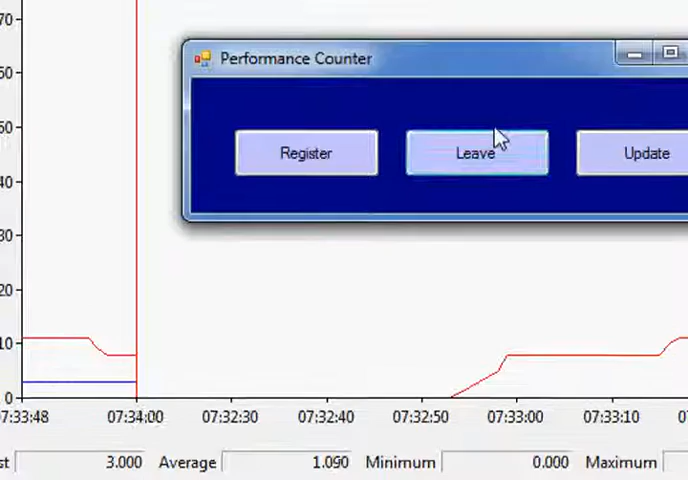 70
Performance Counter
50
50
Register Leave Update
40
30
20
10
0
07:33:48 07:34:00 07:32:30 07:32:40 07:32:50 07:33:00 07:33:10
3.000 Average 1.090 Minimum 0.000 Maximum